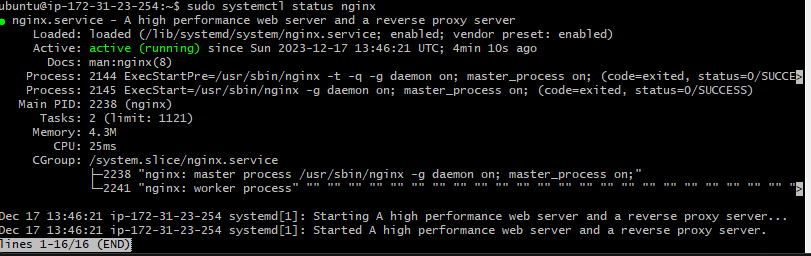 ubuntu@ip-172-31-23-254:~$ sudo systemctl status nginx
● nginx.service - A high performance web server and a reverse proxy server
     Loaded: loaded (/lib/systemd/system/nginx.service; enabled; vendor preset: enabled)
     Active: active (running) since Sun 2023-12-17 13:46:21 UTC; 4min 10s ago
       Docs: man:nginx(8)
    Process: 2144 ExecStartPre=/usr/sbin/nginx -t -q -g daemon on; master_process on; (code=exited, status=0/SUCCE>
    Process: 2145 ExecStart=/usr/sbin/nginx -g daemon on; master_process on; (code=exited, status=0/SUCCESS)
   Main PID: 2238 (nginx)
      Tasks: 2 (limit: 1121)
     Memory: 4.3M
        CPU: 25ms
     CGroup: /system.slice/nginx.service
             ├─2238 "nginx: master process /usr/sbin/nginx -g daemon on; master_process on;"
             └─2241 "nginx: worker process" "" "" "" "" "" "" "" "" "" "" "" "" "" "" "" "" "" "" "" "" "" "" "" ">
Dec 17 13:46:21 ip-172-31-23-254 systemd[1]: Starting A high performance web server and a reverse proxy server...
Dec 17 13:46:21 ip-172-31-23-254 systemd[1]: Started A high performance web server and a reverse proxy server.
lines 1-16/16 (END)